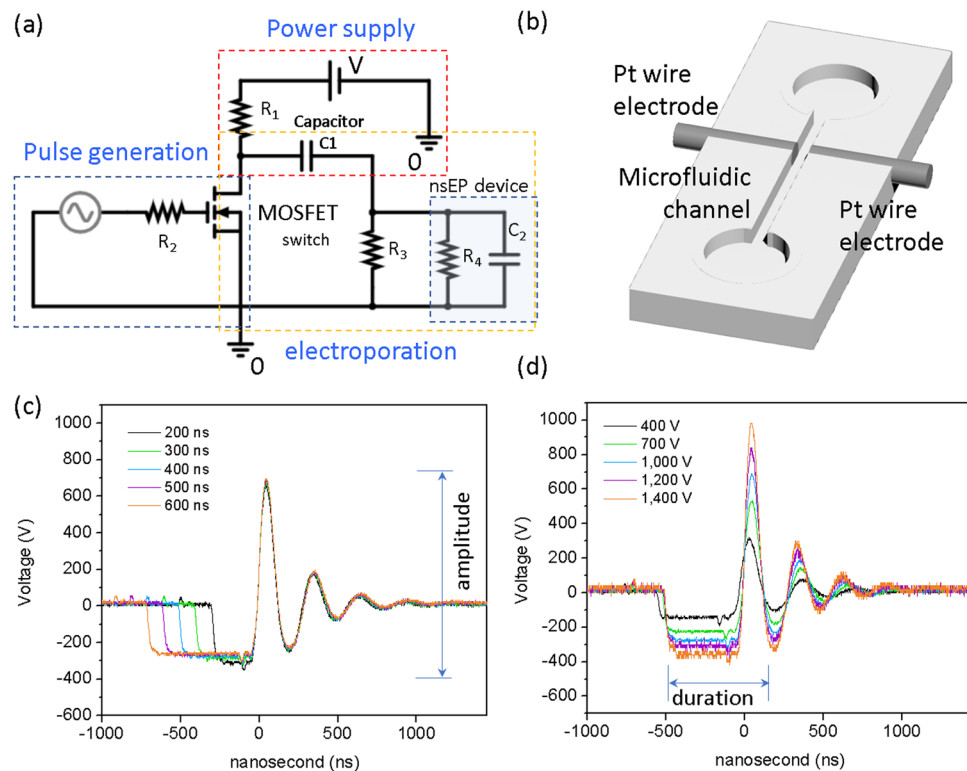 (a)
Power supply
V
R1
Capacitor
C1
0
Pulse generation
nsEP device
MOSFET
switch
R2
R3
R4
C2
0
electroporation
(b)
Pt wire
electrode
Microfluidic
channel
Pt wire
electrode
(c)
1000
800
600
400
200
0
-200
-400
-600
Voltage (V)
200 ns
300 ns
400 ns
500 ns
600 ns
amplitude
-1000
-500
0
500
1000
nanosecond (ns)
(d)
1000
800
600
400
200
0
-200
-400
-600
Voltage (V)
400 V
700 V
1,000 V
1,200 V
1,400 V
duration
-1000
-500
0
500
1000
nanosecond (ns)